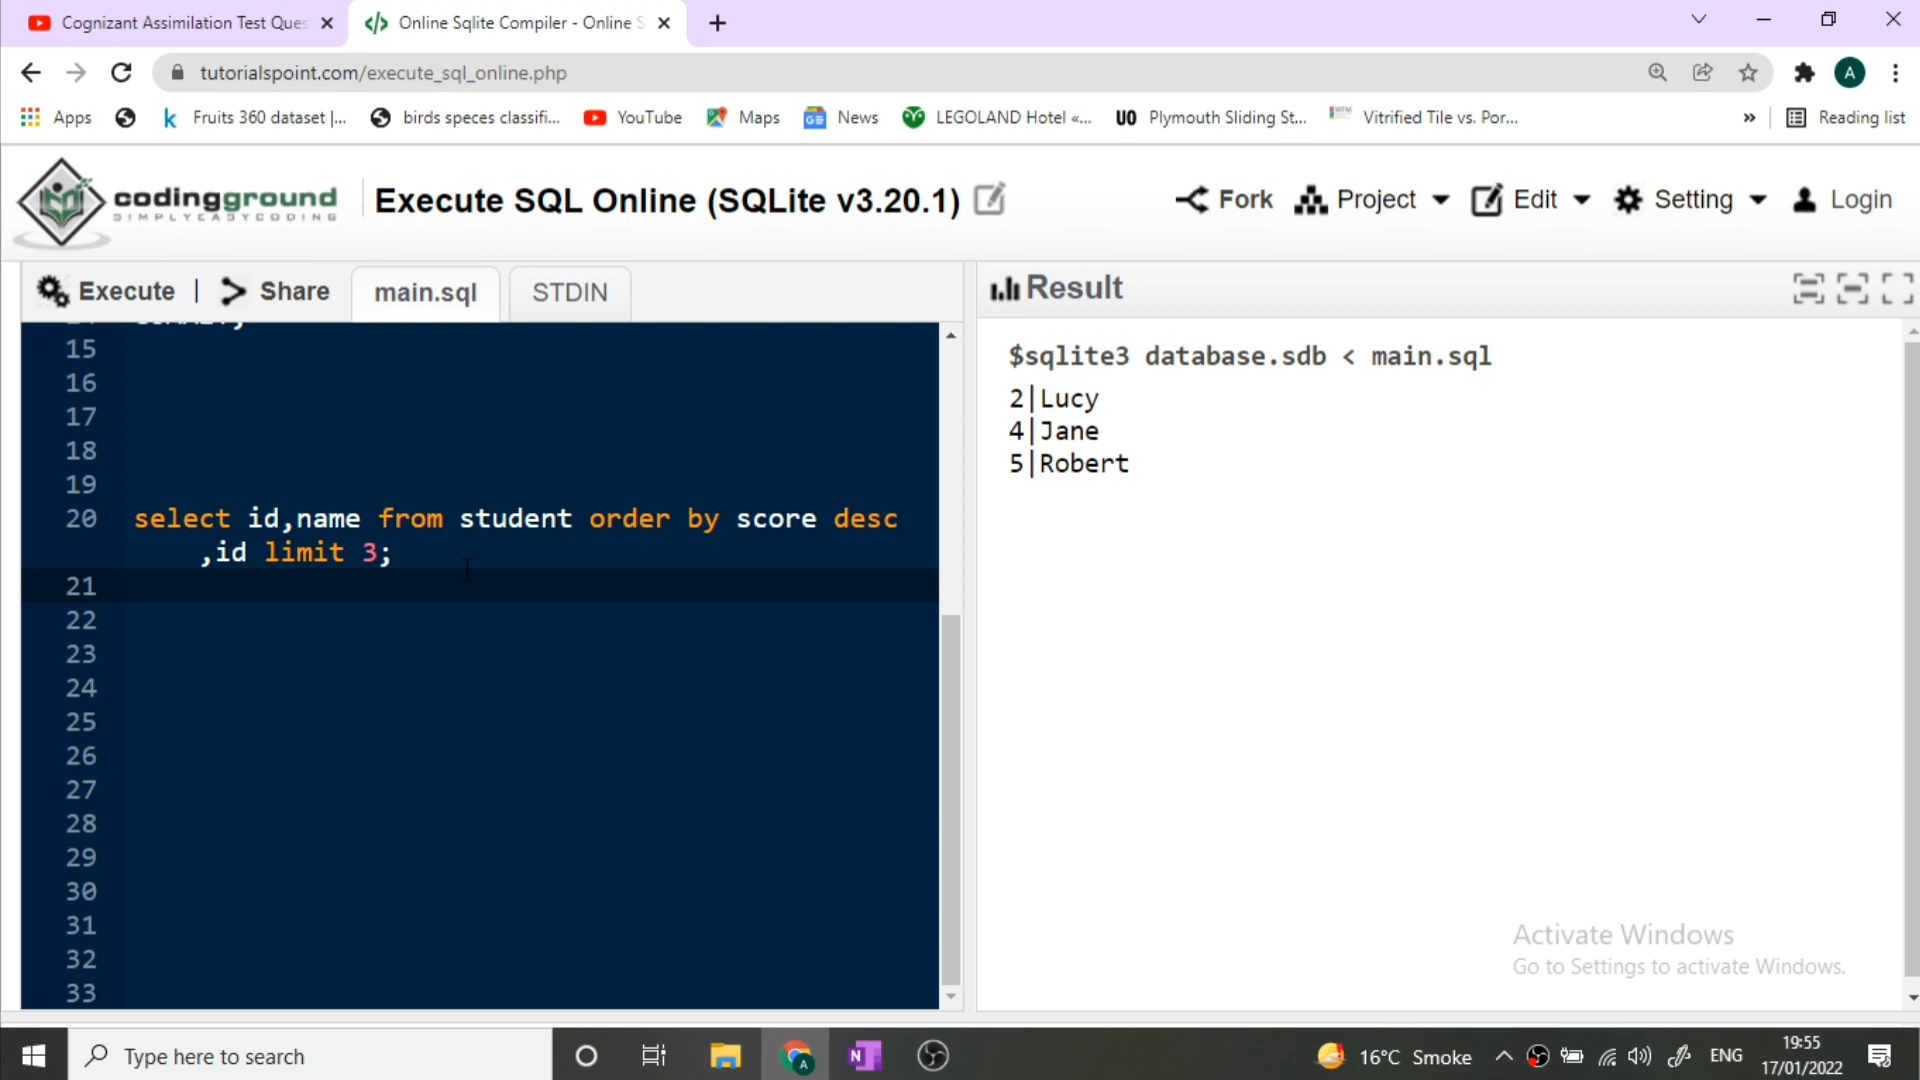 Cognizant Assimilation Test Ques
Online Sqlite Compiler - Online S
tutorialspoint.com/execute_sql_online.php
A
Apps
Fruits 360 dataset |...
birds speces classifi...
YouTube
Maps
News
LEGOLAND Hotel «...
UO Plymouth Sliding St...
Vitrified Tile vs. Por...
»
Reading list
codingground
SIMPLYEASYCODING
Execute SQL Online (SQLite v3.20.1)
Fork
Project
Edit
Setting
Login
Execute | Share
main.sql
STDIN
Result
15
16
17
18
19
20 select id,name from student order by score desc
,id limit 3;
21
22
23
24
25
26
27
28
29
30
31
32
33
$sqlite3 database.sdb < main.sql
2|Lucy
4|Jane
5|Robert
Activate Windows
Go to Settings to activate Windows.
Type here to search
16°C Smoke
ENG
19:55
17/01/2022